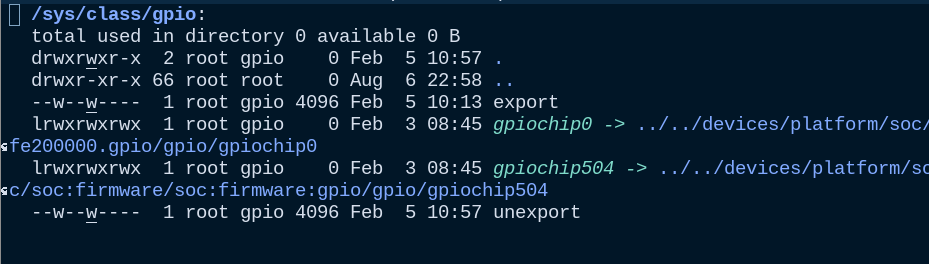 /sys/class/gpio:
total used in directory 0 available 0 B
drwxrwxr-x  2 root gpio    0 Feb  5 10:57 .
drwxr-xr-x 66 root root    0 Aug  6 22:58 ..
--w--w----  1 root gpio 4096 Feb  5 10:13 export
lrwxrwxrwx  1 root gpio    0 Feb  3 08:45 gpiochip0 -> ../../devices/platform/soc/
fe200000.gpio/gpio/gpiochip0
lrwxrwxrwx  1 root gpio    0 Feb  3 08:45 gpiochip504 -> ../../devices/platform/so
c/soc:firmware/soc:firmware:gpio/gpio/gpiochip504
--w--w----  1 root gpio 4096 Feb  5 10:57 unexport